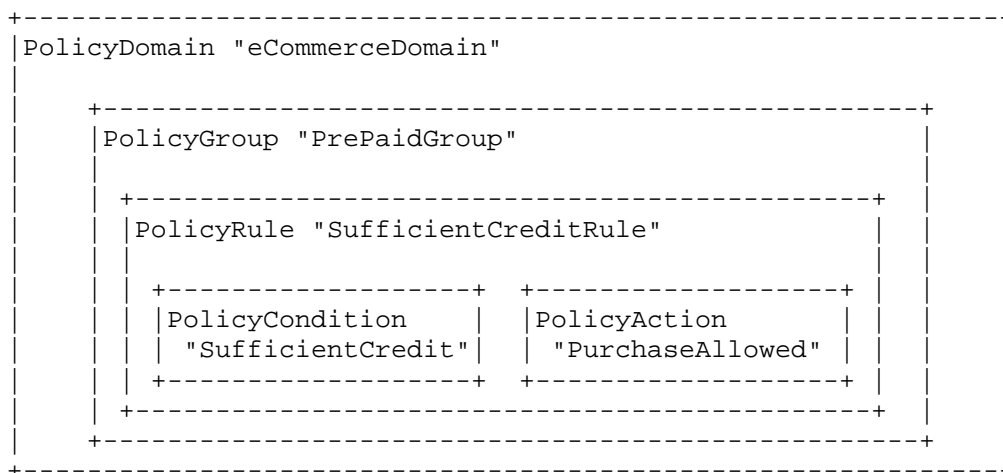 PolicyDomain "eCommerceDomain"
PolicyGroup "PrePaidGroup"
PolicyRule "SufficientCreditRule"
PolicyCondition PolicyAction
"SufficientCredit" "PurchaseAllowed"